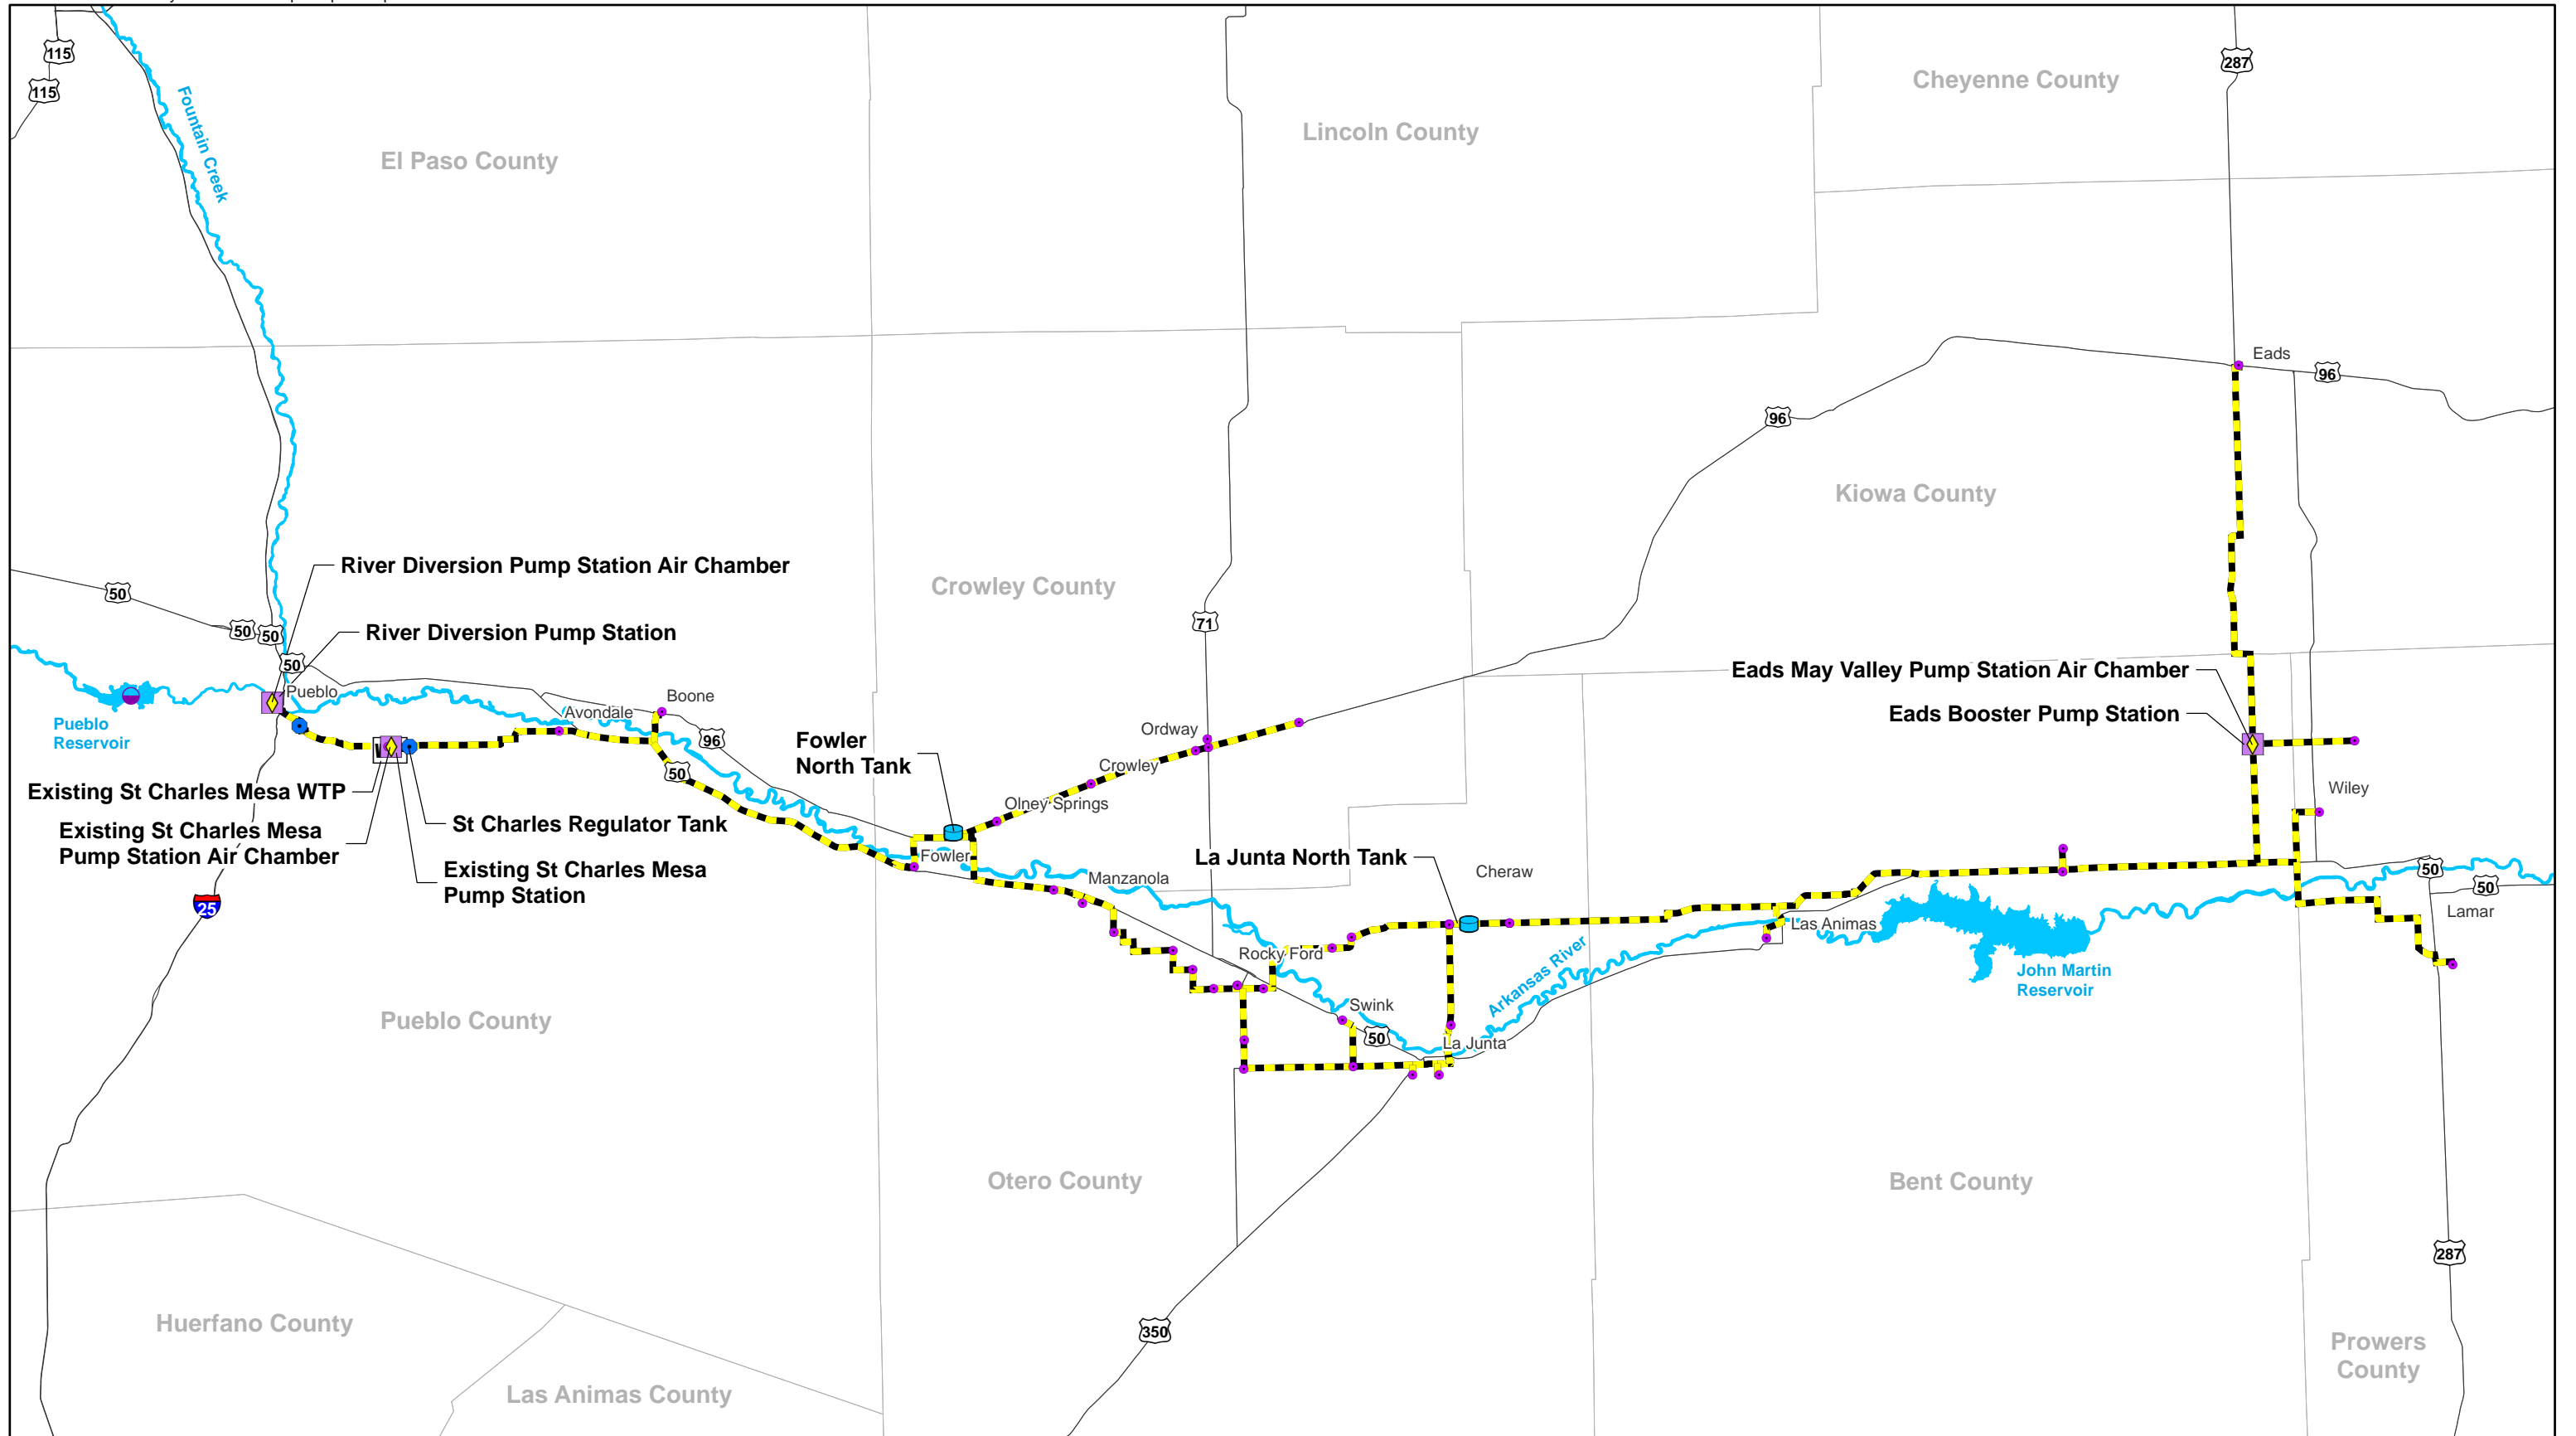 115
115
Fountain Creek
El Paso County
Lincoln County
Cheyenne County
287
Eads
96
96
Kiowa County
River Diversion Pump Station Air Chamber
Crowley County
50
71
River Diversion Pump Station
50
50
50
Eads May Valley Pump Station Air Chamber
Pueblo
Boone
Avondale
Eads Booster Pump Station
Pueblo
Reservoir
96
Ordway
Fowler
North Tank
50
Crowley
Existing St Charles Mesa WTP
Wiley
Olney Springs
St Charles Regulator Tank
Existing St Charles Mesa
Pump Station Air Chamber
Fowler
La Junta North Tank
Cheraw
Existing St Charles Mesa
Pump Station
Manzanola
50
50
25
Lamar
Las Animas
Rocky Ford
Arkansas River
John Martin
Reservoir
Swink
Pueblo County
50
La Junta
Otero County
Bent County
287
Huerfano County
350
Prowers
County
Las Animas County